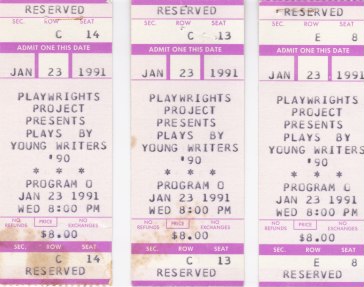 RESERVED
SEC. ROW SEAT
C 14
ADMIT ONE THIS DATE
JAN 23 1991
PLAYWRIGHTS
PROJECT
PRESENTS
PLAYS BY
YOUNG WRITERS
'90
* * *
PROGRAM O
JAN 23 1991
WED 8:00 PM
NO REFUNDS PRICE NO EXCHANGES
$8.00
SEC. ROW SEAT
C 14
RESERVED
RESERVED
SEC. ROW SEAT
C 13
ADMIT ONE THIS DATE
JAN 23 1991
PLAYWRIGHTS
PROJECT
PRESENTS
PLAYS BY
YOUNG WRITERS
'90
* * *
PROGRAM O
JAN 23 1991
WED 8:00 PM
NO REFUNDS PRICE NO EXCHANGES
$8.00
SEC. ROW SEAT
C 13
RESERVED
RESERVED
SEC. ROW SEAT
E 8
ADMIT ONE THIS DATE
JAN 23 1991
PLAYWRIGHTS
PROJECT
PRESENTS
PLAYS BY
YOUNG WRITERS
'90
* * *
PROGRAM O
JAN 23 1991
WED 8:00 PM
NO REFUNDS PRICE NO EXCHANGES
$8.00
SEC. ROW SEAT
E 8
RESERVED